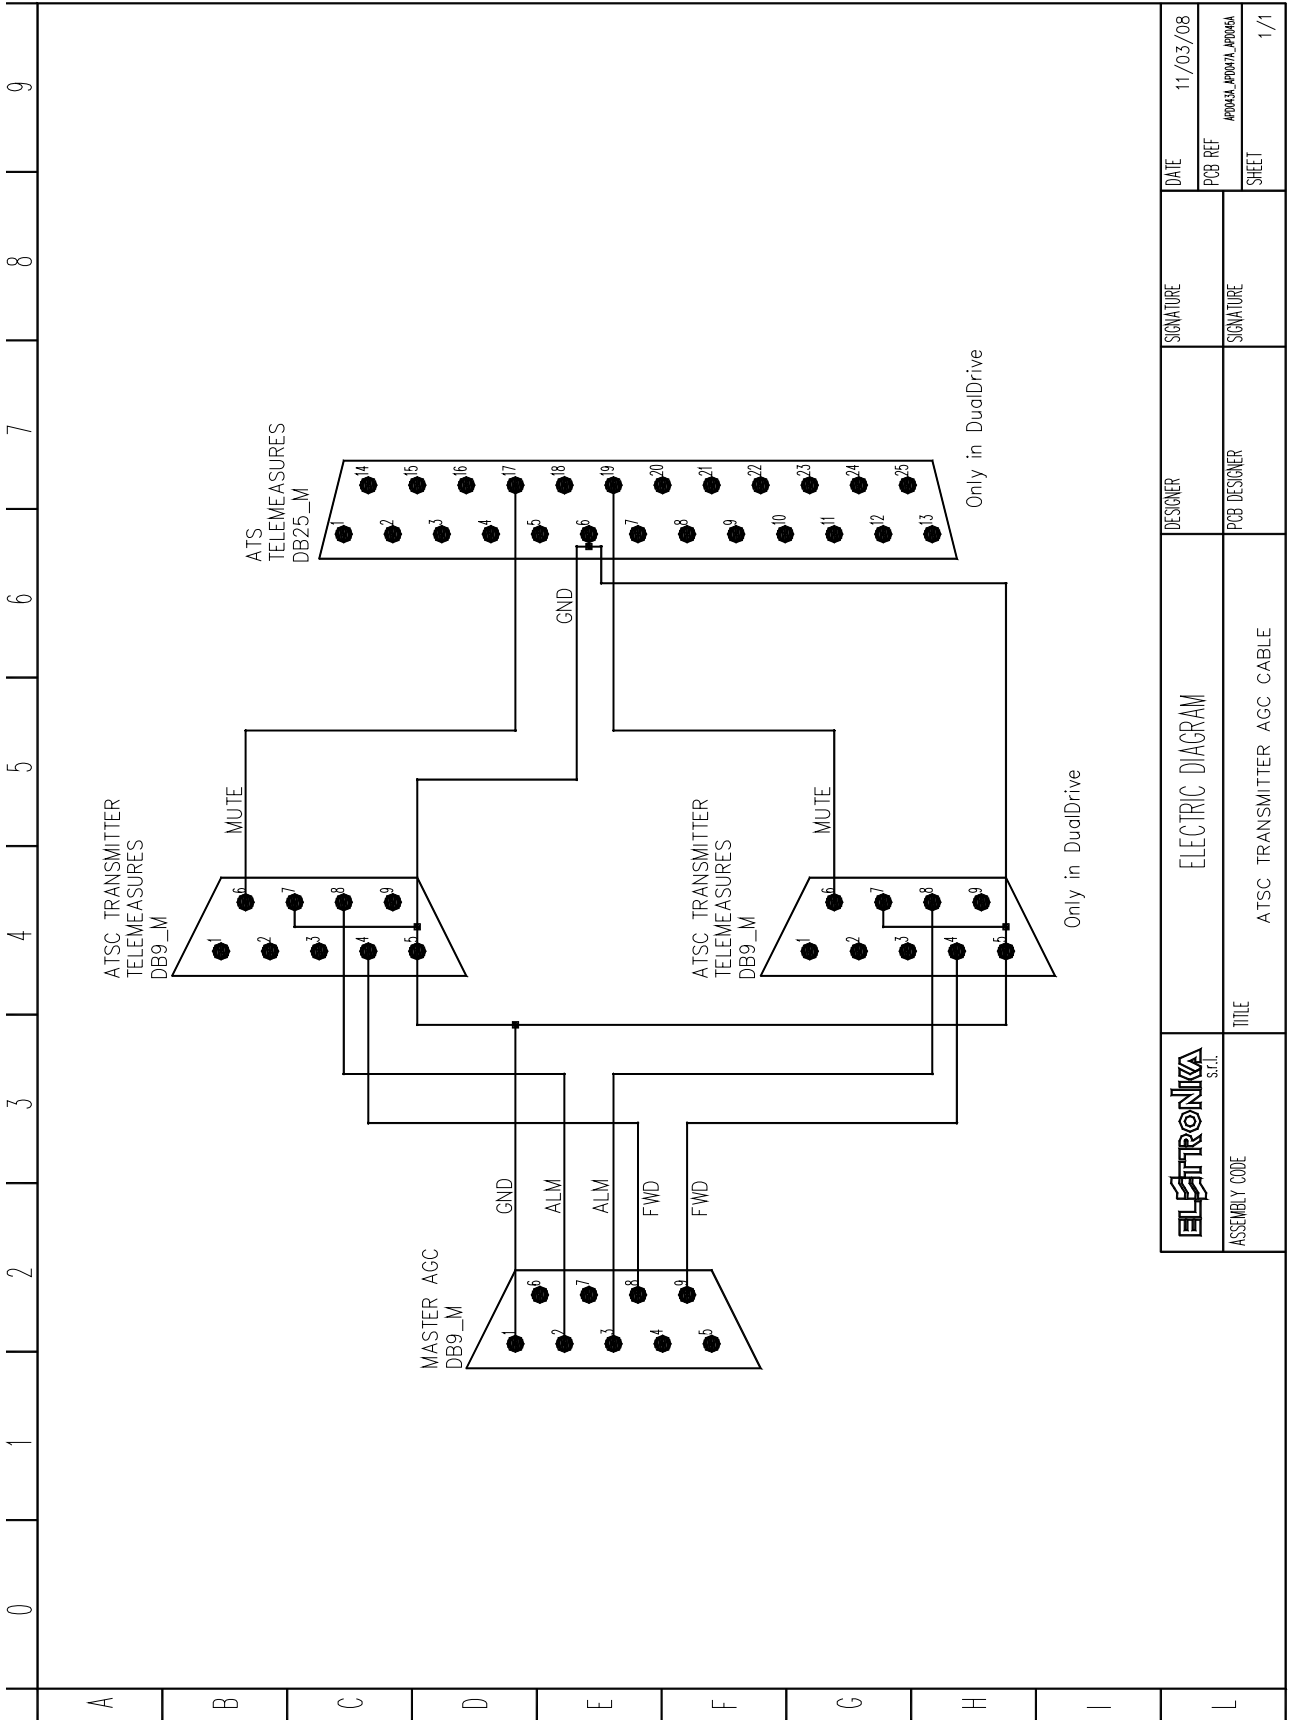 0 1 2 3 4 5 6 7 8 9
A
B
C
D
E
F
G
H
I
L
ATSC TRANSMITTER
TELEMEASURES
DB9_M
1
2
3
4
5
6
7
8
9
MUTE
ATS
TELEMEASURES
DB25_M
1
2
3
4
5
6
7
8
9
10
11
12
13
14
15
16
17
18
19
20
21
22
23
24
25
GND
Only in DualDrive
MASTER AGC
DB9_M
1
2
3
4
5
6
7
8
9
GND
ALM
ALM
FWD
FWD
ATSC TRANSMITTER
TELEMEASURES
DB9_M
1
2
3
4
5
6
7
8
9
MUTE
Only in DualDrive
ELETTRONIKA
s.r.l.
ASSEMBLY CODE
ELECTRIC DIAGRAM
TITLE
ATSC TRANSMITTER AGC CABLE
DESIGNER
SIGNATURE
PCB DESIGNER
SIGNATURE
DATE
11/03/08
PCB REF
APD043A_APD047A_APD046A
SHEET
1/1